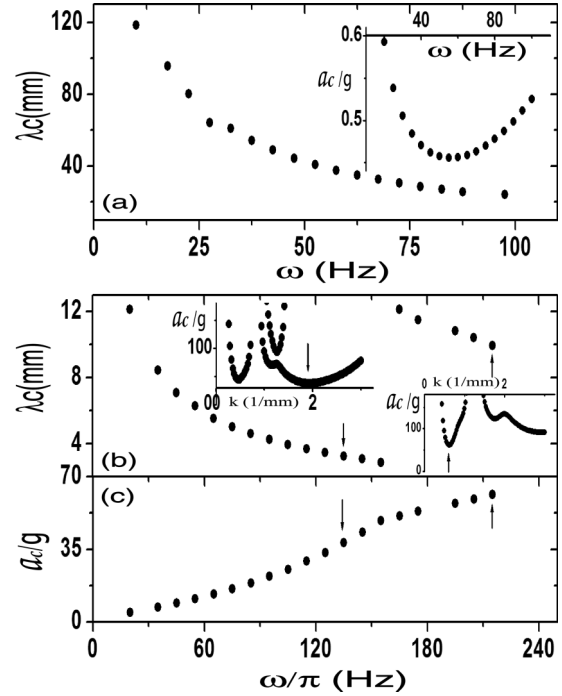 120
80
40
λc(mm)
(a)
0 25 50 75 100
ω (Hz)
40 80
ω (Hz)
0.6
0.5
ac/g
12
8
4
λc(mm)
(b)
ac/g
100
0
0 k (1/mm) 2
0 k (1/mm) 2
ac/g
100
0
70
35
0
ac/g
(c)
0 60 120 180 240
ω/π (Hz)